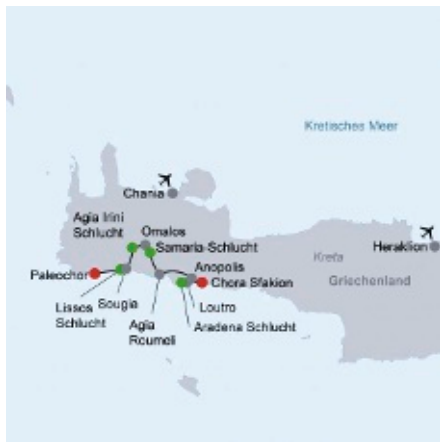 Kretisches Meer
Chania
Agia Irini
Schlucht
Omalos
Samaria-Schlucht
Heraklion
Kreta
Anopolis
Griechenland
Paleochor
Chora Sfakion
Lissos
Schlucht
Sougia
Agia
Roumeli
Loutro
Aradena Schlucht